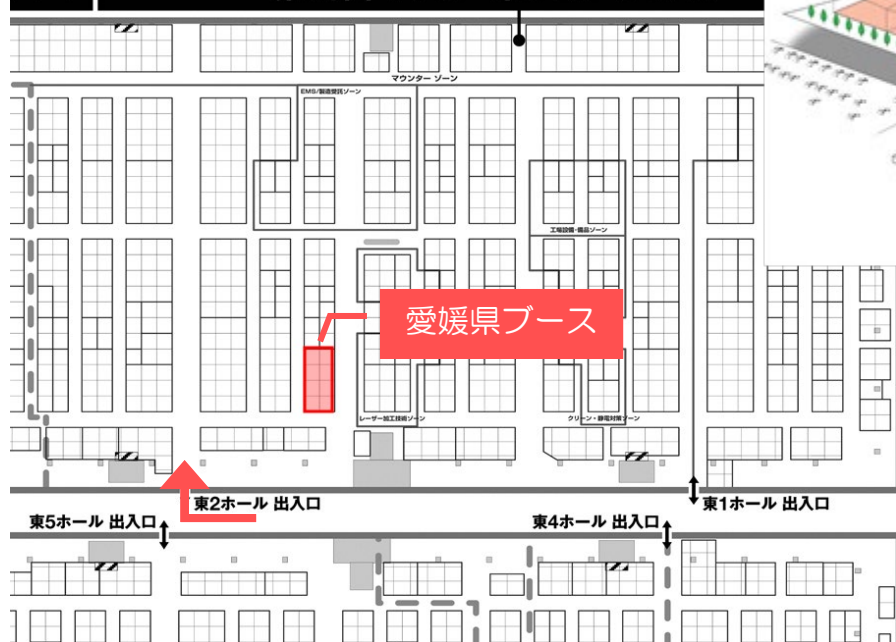 マウンター ゾーン
EMS/製造受託ゾーン
工場設備・備品ゾーン
愛媛県ブース
レーザー加工技術ゾーン
クリーン・静電対策ゾーン
東2ホール 出入口
東1ホール 出入口
東5ホール 出入口
東4ホール 出入口